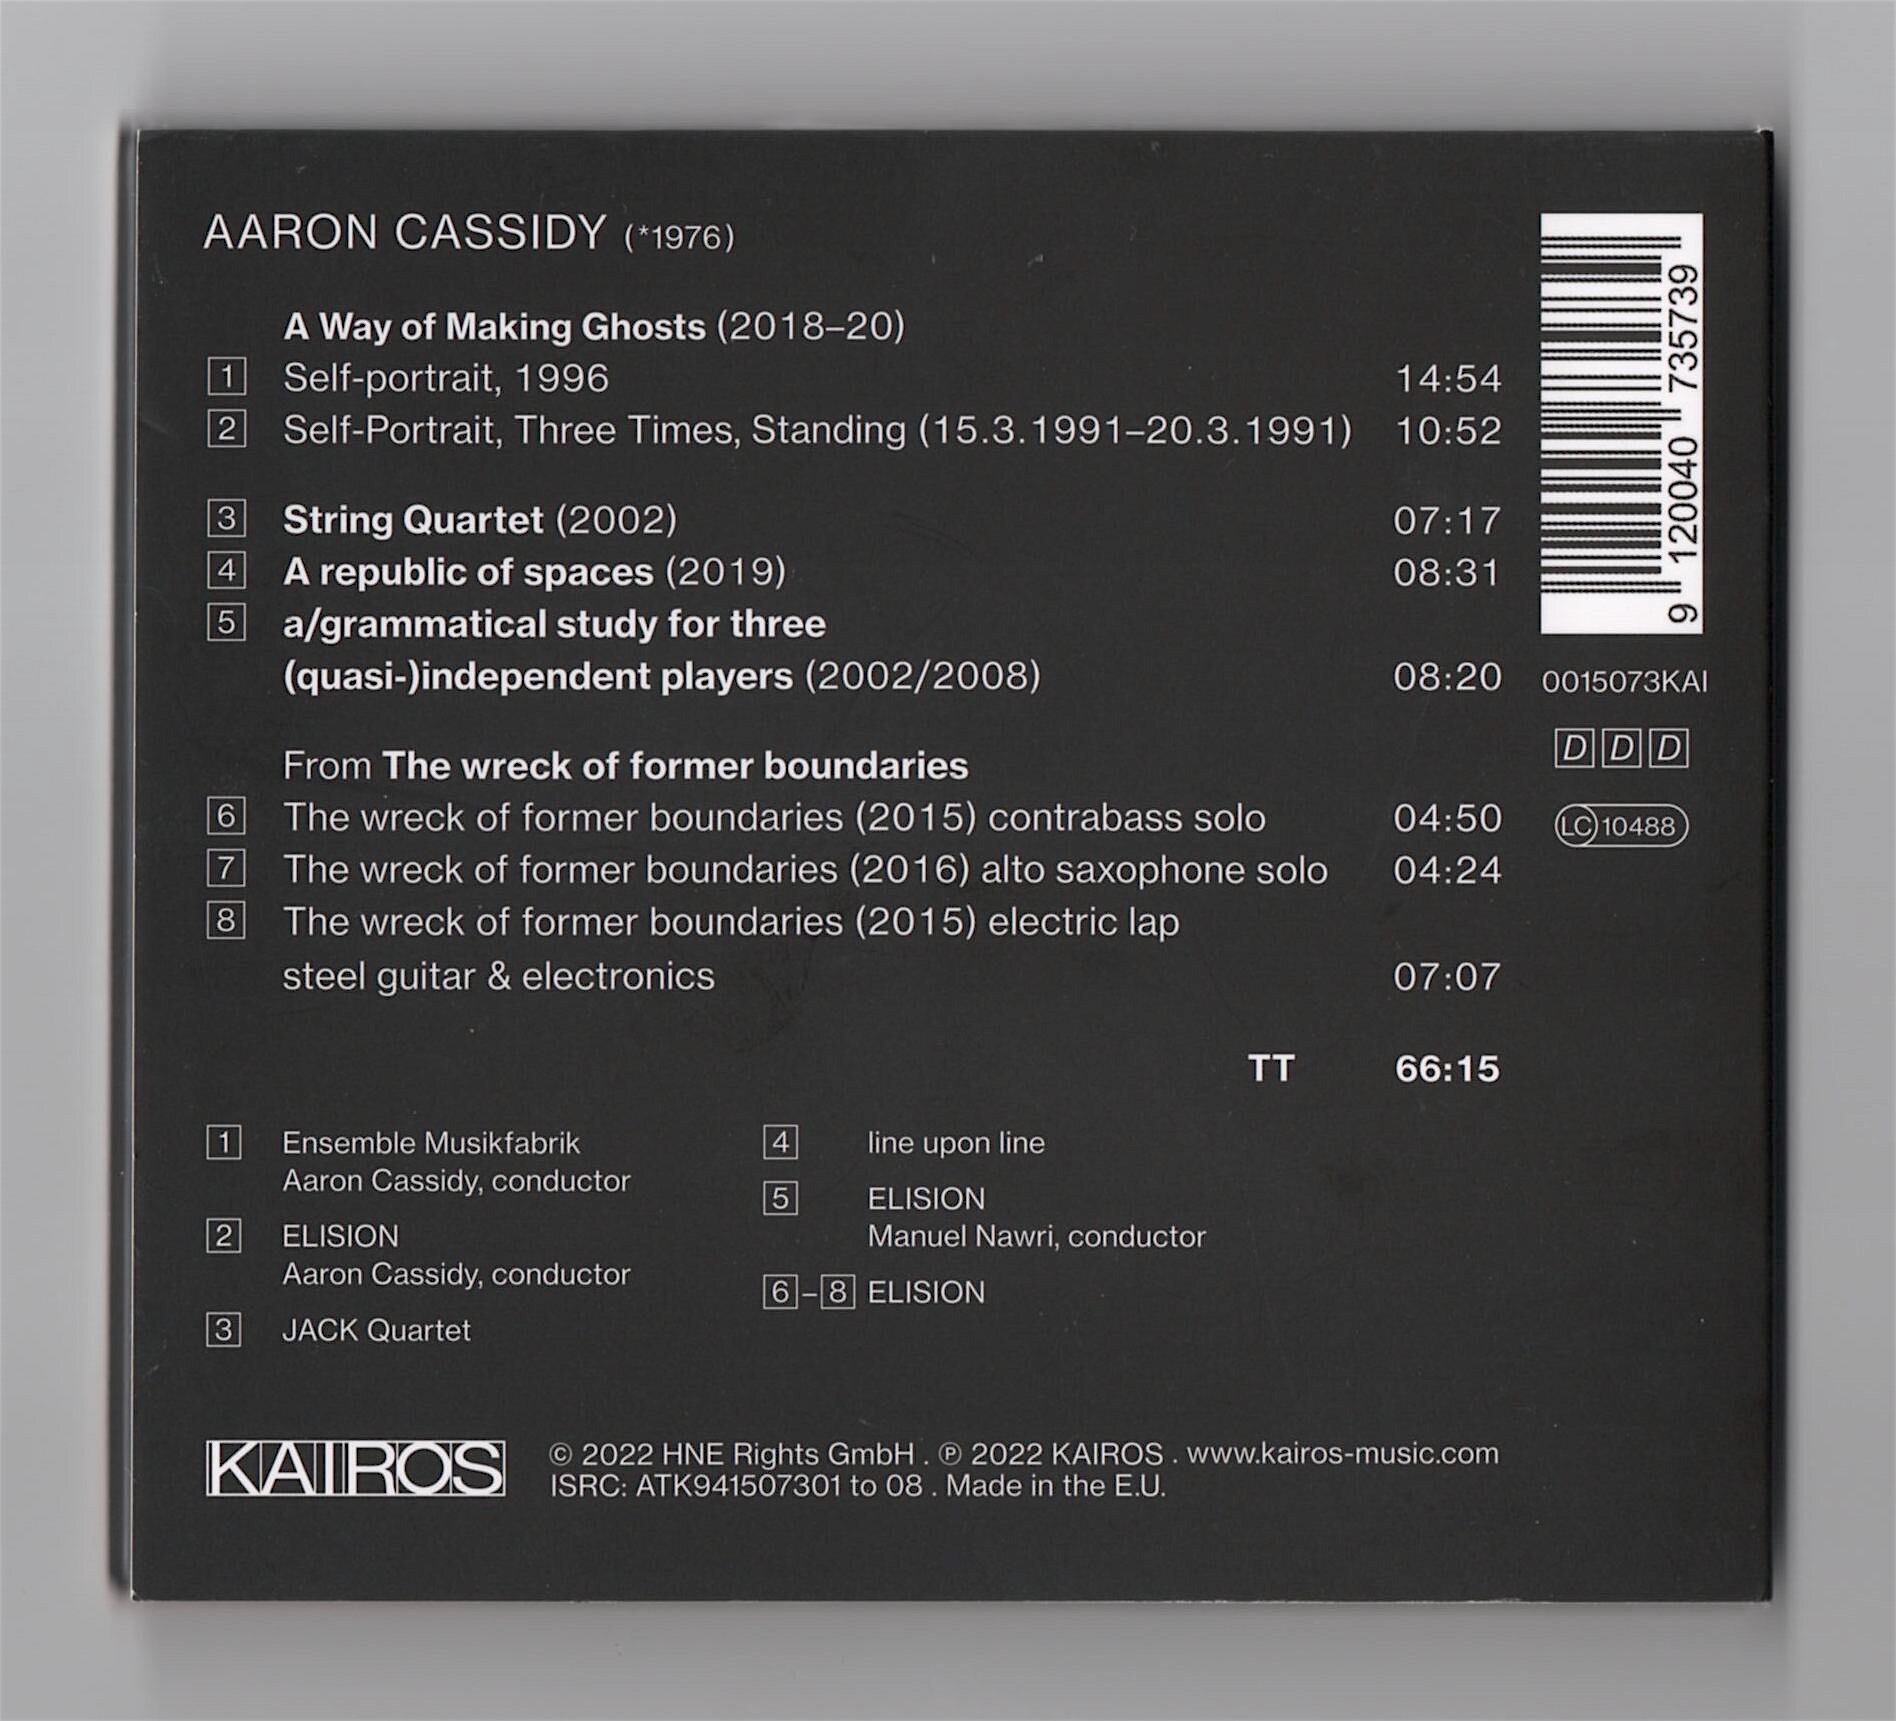 AARON CASSIDY (*1976)
A Way of Making Ghosts (2018–20)
1 Self-portrait, 1996 14:54
2 Self-Portrait, Three Times, Standing (15.3.1991–20.3.1991) 10:52
3 String Quartet (2002) 07:17
4 A republic of spaces (2019) 08:31
5 a/grammatical study for three
(quasi-)independent players (2002/2008) 08:20
From The wreck of former boundaries
6 The wreck of former boundaries (2015) contrabass solo 04:50
7 The wreck of former boundaries (2016) alto saxophone solo 04:24
8 The wreck of former boundaries (2015) electric lap
steel guitar & electronics 07:07
TT 66:15
1 Ensemble Musikfabrik
Aaron Cassidy, conductor
2 ELISION
Aaron Cassidy, conductor
3 JACK Quartet
4 line upon line
5 ELISION
Manuel Nawri, conductor
6–8 ELISION
KAIROS
© 2022 HNE Rights GmbH . ℗ 2022 KAIROS . www.kairos-music.com
ISRC: ATK941507301 to 08 . Made in the E.U.
9 120040 735739
0015073KAI
D D D
LC 10488